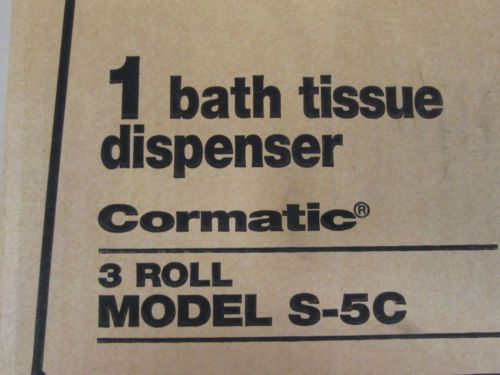 1 bath tissue
dispenser
Cormatic®
3 ROLL
MODEL S-5C